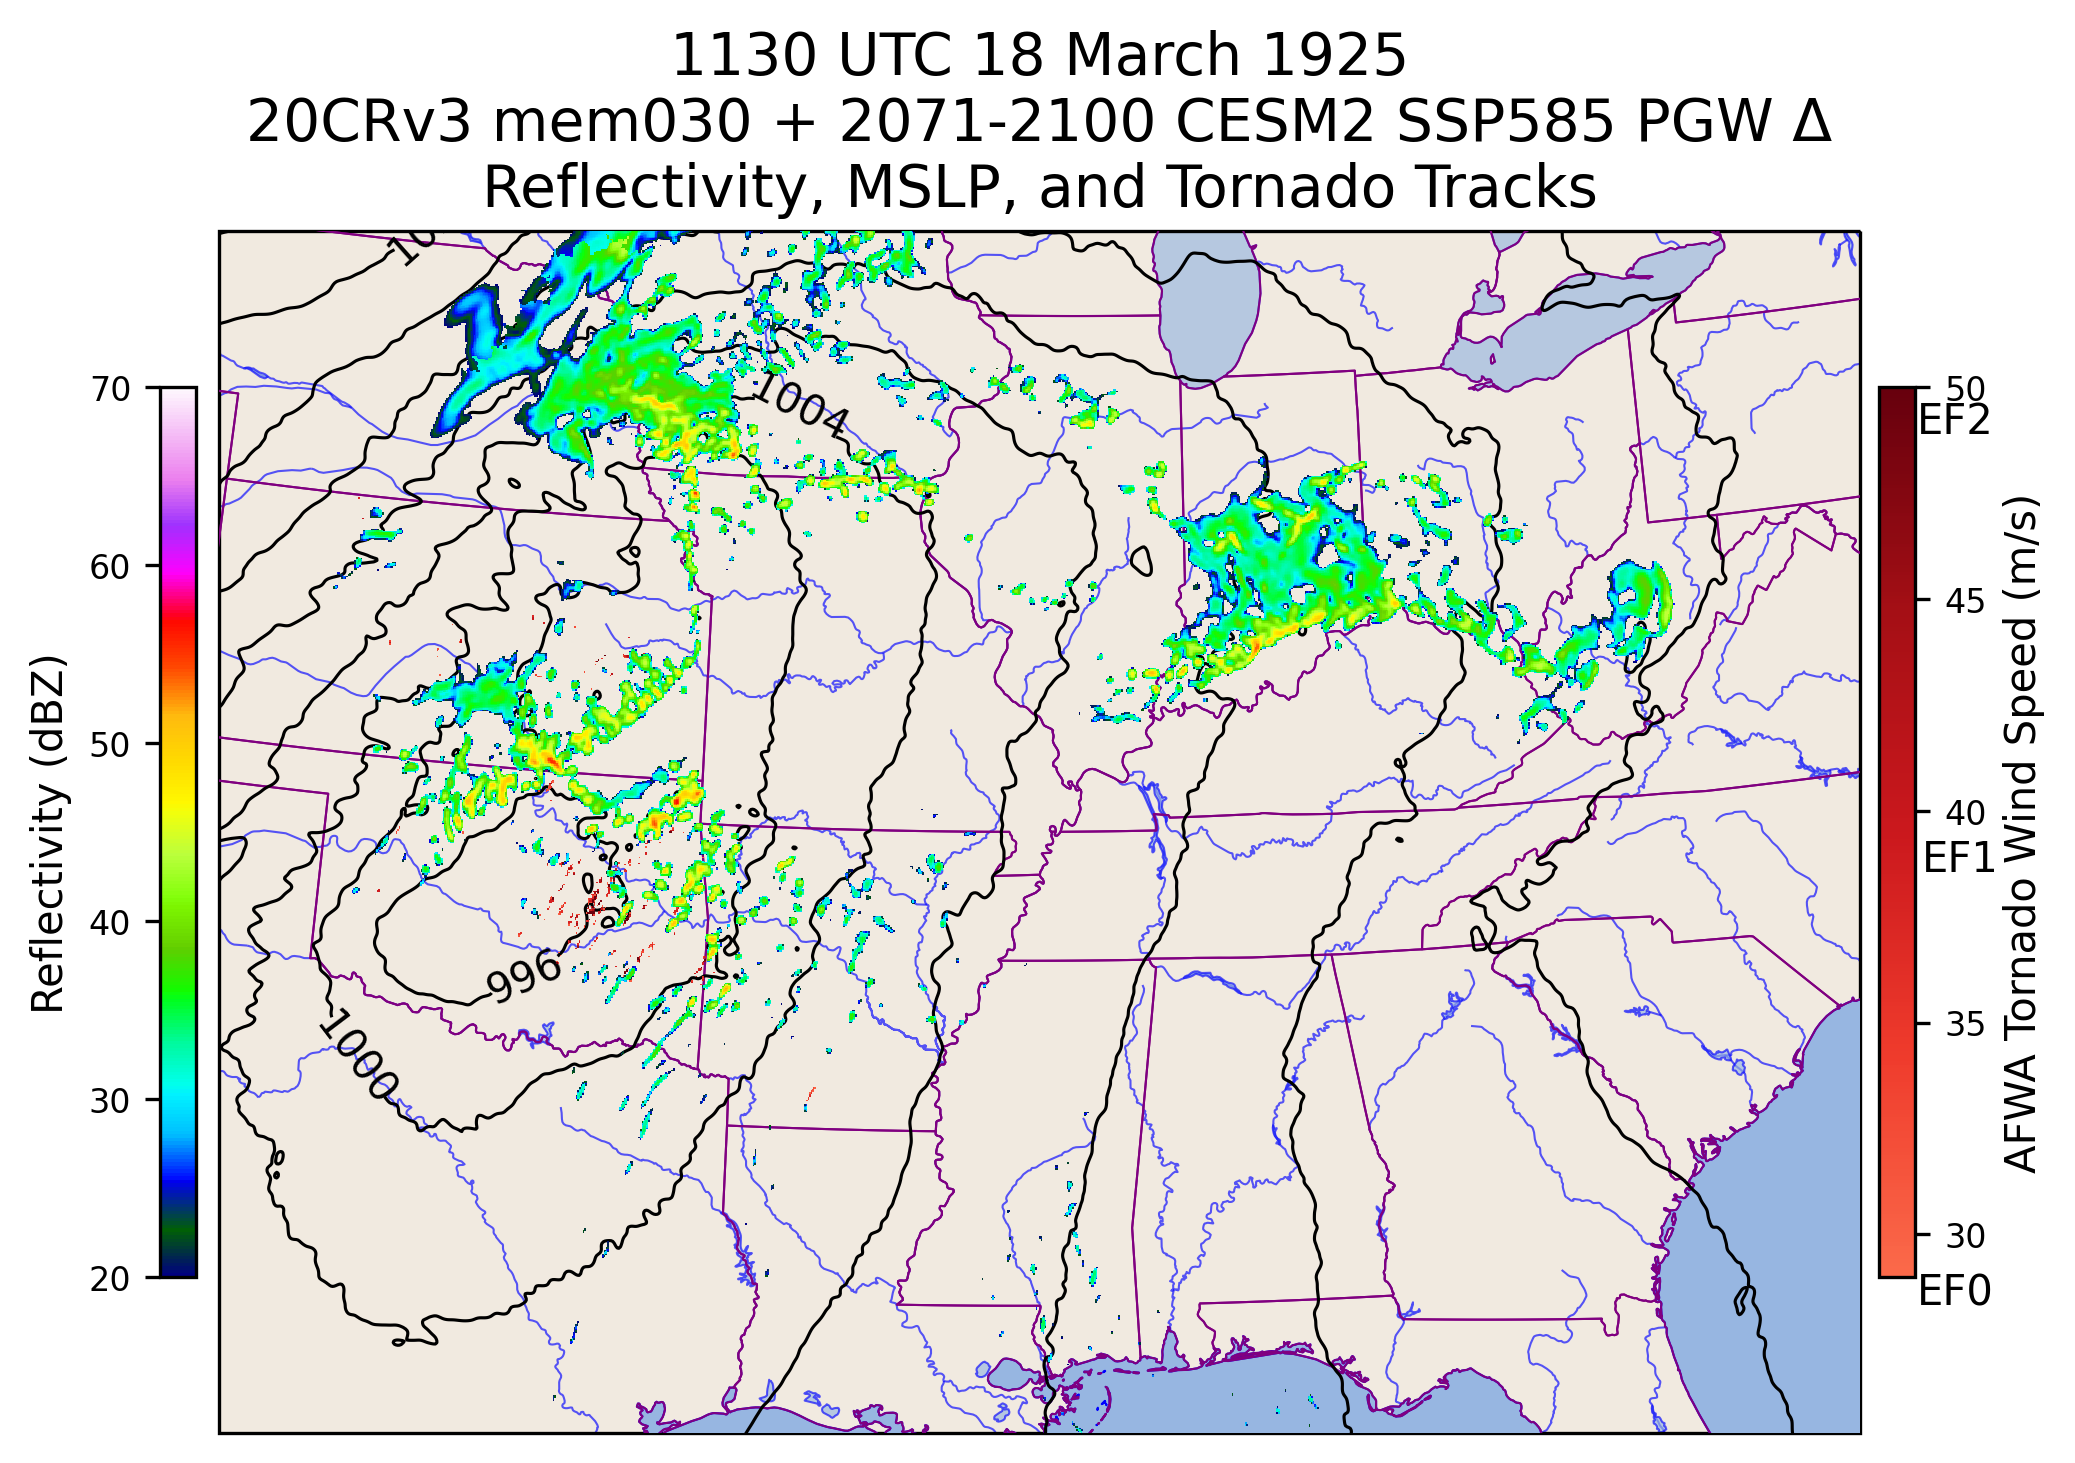 1130 UTC 18 March 1925
20CRv3 mem030 + 2071-2100 CESM2 SSP585 PGW Δ
Reflectivity, MSLP, and Tornado Tracks
10
1004
996
1000
70
60
50
40
30
20
Reflectivity (dBZ)
50
EF2
45
40
EF1
35
30
EF0
AFWA Tornado Wind Speed (m/s)